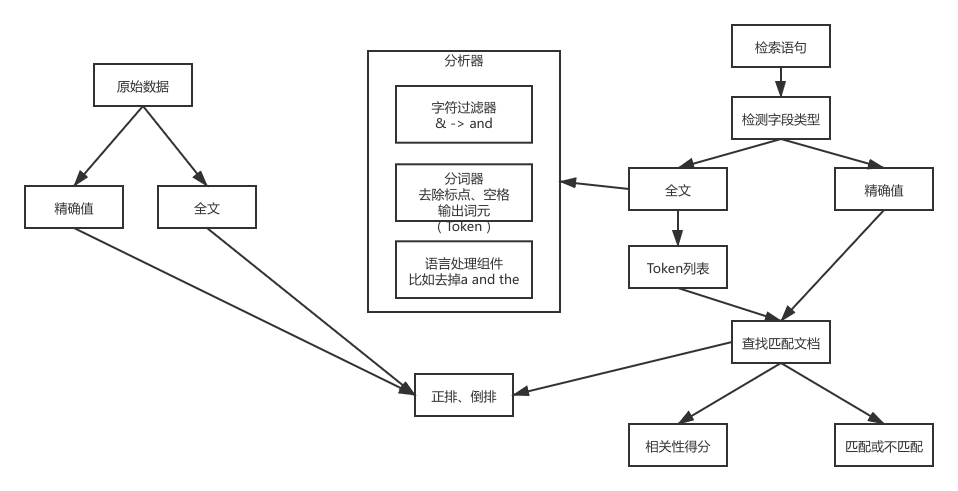 原始数据
精确值
全文
分析器
字符过滤器
& -> and
分词器
去除标点、空格
输出词元
（Token）
语言处理组件
比如去掉a and the
正排、倒排
检索语句
检测字段类型
全文
精确值
Token列表
查找匹配文档
相关性得分
匹配或不匹配